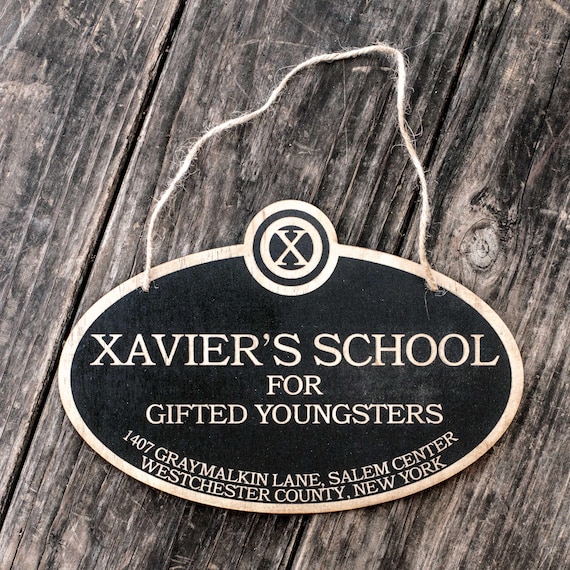 X
XAVIER'S SCHOOL
FOR
GIFTED YOUNGSTERS
1407 GRAYMALKIN LANE, SALEM CENTER
WESTCHESTER COUNTY, NEW YORK